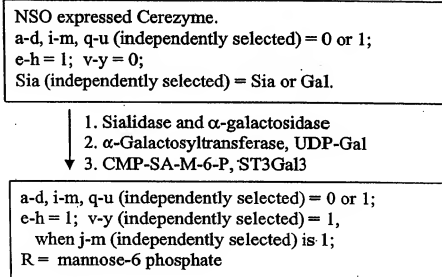 NSO expressed Cerezyme.
a-d, i-m, q-u (independently selected) = 0 or 1;
e-h = 1; v-y = 0;
Sia (independently selected) = Sia or Gal.
1. Sialidase and α-galactosidase
2. α-Galactosyltransferase, UDP-Gal
3. CMP-SA-M-6-P, ST3Gal3
a-d, i-m, q-u (independently selected) = 0 or 1;
e-h = 1; v-y (independently selected) = 1,
when j-m (independently selected) is 1;
R = mannose-6 phosphate